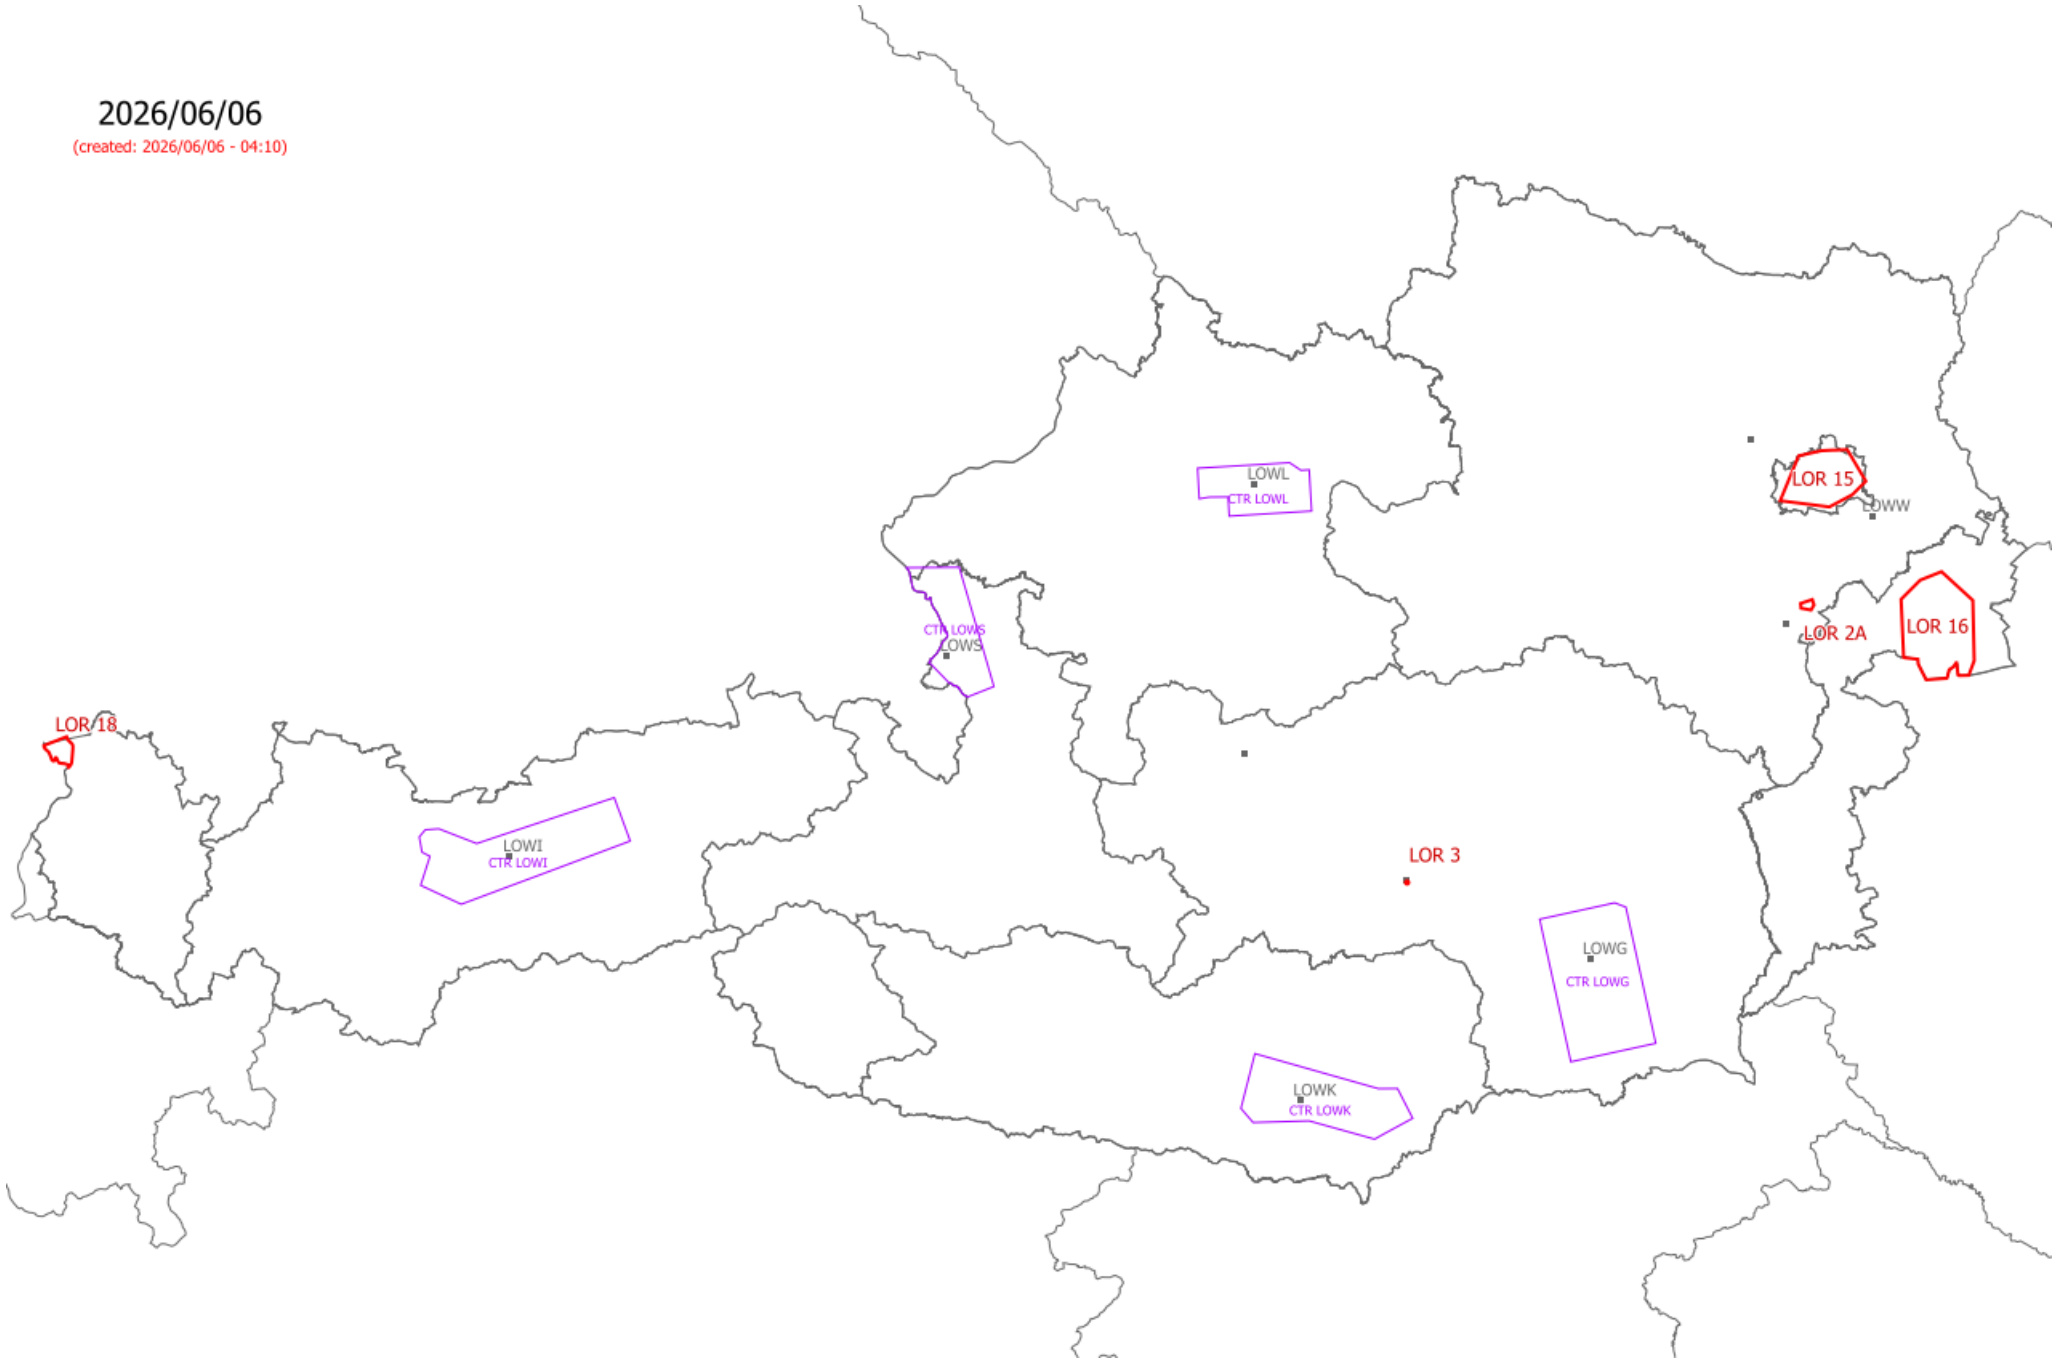 2026/06/06
(created: 2026/06/06 - 04:10)
LOWL
CTR LOWL
LOR 15
LOWW
CTR LOWS
LOWS
LOR 16
LOR 2A
LOR 18
LOWI
CTR LOWI
LOR 3
LOWG
CTR LOWG
LOWK
CTR LOWK